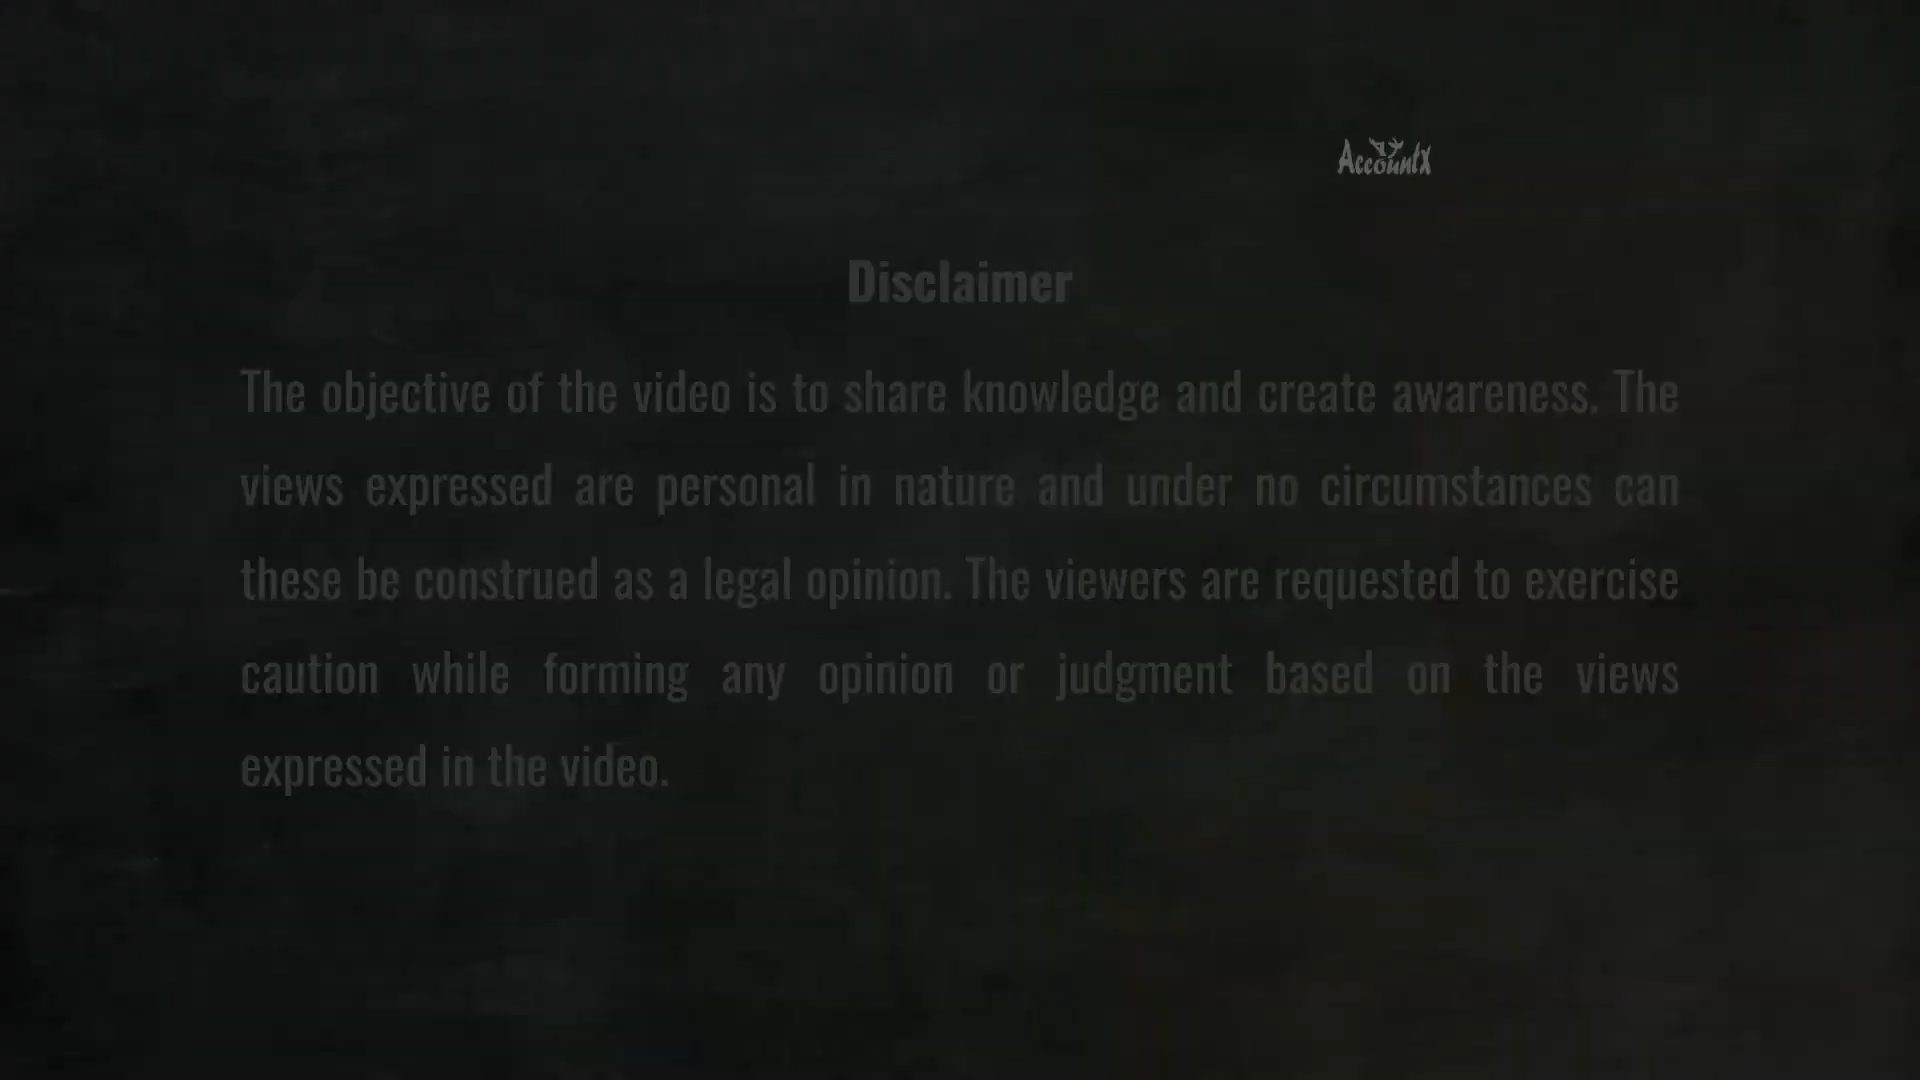 Accountx
Disclaimer
The objective of the video is to share knowledge and create awareness. The
views expressed are personal in nature and under no circumstances can
these be construed as a legal opinion. The viewers are requested to exercise
caution while forming any opinion or judgment based on the views
expressed in the video.